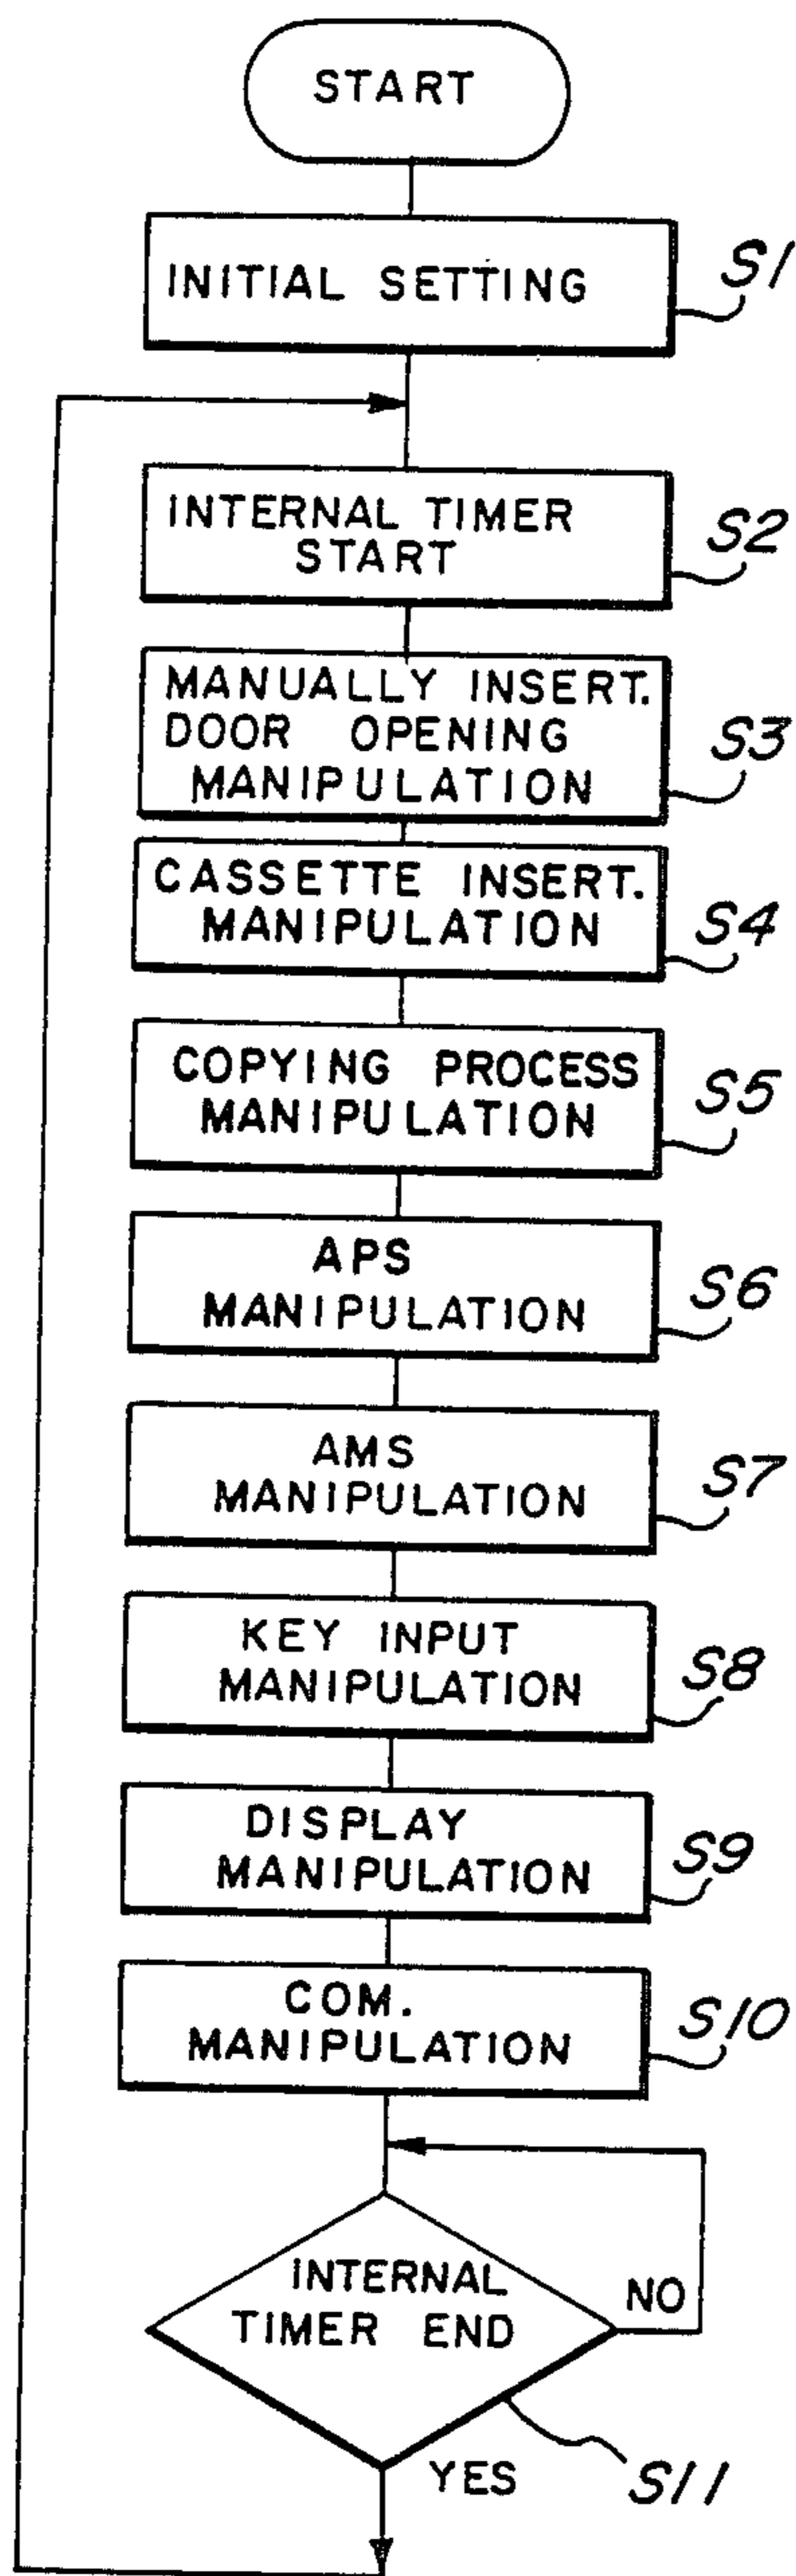 START
INITIAL SETTING
S1
INTERNAL TIMER
START
S2
MANUALLY INSERT.
DOOR OPENING
MANIPULATION
S3
CASSETTE INSERT.
MANIPULATION
S4
COPYING PROCESS
MANIPULATION
S5
APS
MANIPULATION
S6
AMS
MANIPULATION
S7
KEY INPUT
MANIPULATION
S8
DISPLAY
MANIPULATION
S9
COM.
MANIPULATION
S10
INTERNAL
TIMER END
NO
YES
S11